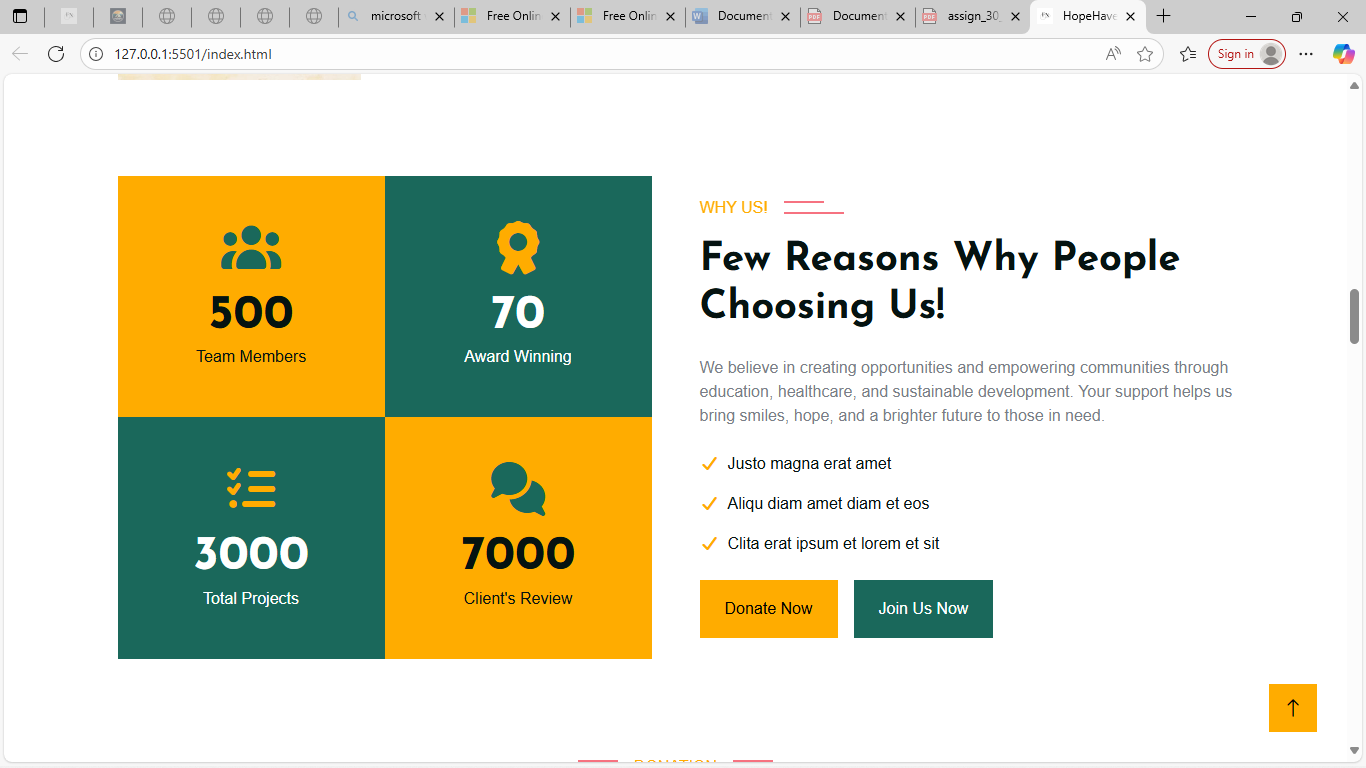 microsoft
Free Onlin
Free Onlin
Document
Document
assign_30_
HopeHave
127.0.0.1:5501/index.html
Sign in
500
Team Members
70
Award Winning
3000
Total Projects
7000
Client's Review
WHY US!
Few Reasons Why People
Choosing Us!
We believe in creating opportunities and empowering communities through
education, healthcare, and sustainable development. Your support helps us
bring smiles, hope, and a brighter future to those in need.
Justo magna erat amet
Aliqu diam amet diam et eos
Clita erat ipsum et lorem et sit
Donate Now
Join Us Now
DONATION